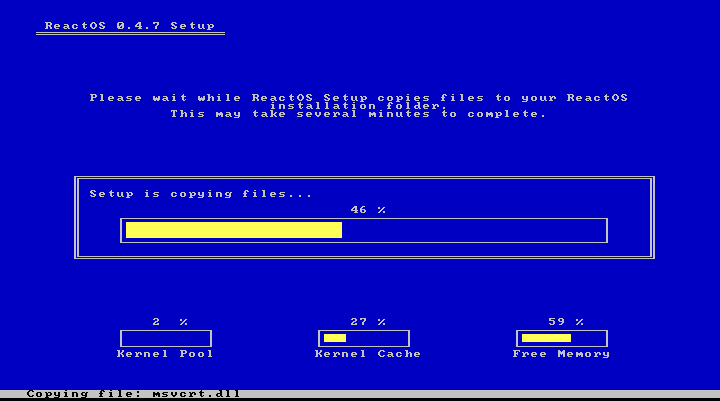 ReactOS 0.4.7 Setup
Please wait while ReactOS Setup copies files to your ReactOS
installation folder.
This may take several minutes to complete.
Setup is copying files...
46 %
2 % 27 % 59 %
Kernel Pool Kernel Cache Free Memory
Copying file: msvcrt.dll